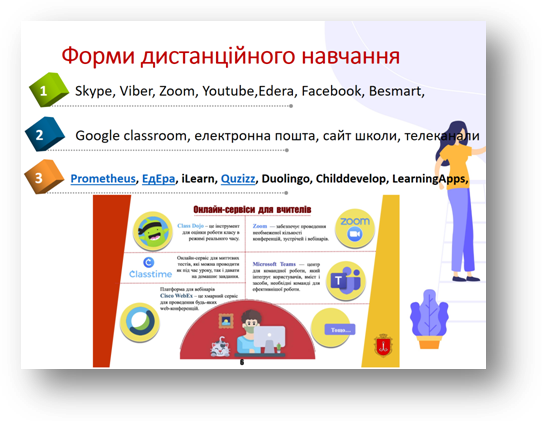 Форми дистанційного навчання
1
Skype, Viber, Zoom, Youtube,Edera, Facebook, Besmart,
2
Google classroom, електронна пошта, сайт школи, телеканали
3
Prometheus, ЕдЕра, iLearn, Quzizz, Duolingo, Childdevelop, LearningApps,
Онлайн-сервіси для вчителів
Class Dojo – це інструмент
для оцінки роботи класу в
режимі реального часу.
Zoom — забезпечує проведення
необмеженої кількості
конференцій, зустрічей і вебінарів.
zoom
Classtime
Онлайн-сервіс для миттєвих
тестів, які можна проводити
як під час уроку, так і давати
на домашнє завдання.
Microsoft Teams — центр
для командної роботи, який
інтегрує користувачів, вміст і
засоби, необхідні команді для
ефективнішої роботи.
Платформа для вебінарів
Cisco WebEx – це хмарний сервіс
для проведення будь-яких
web-конференцій.
6